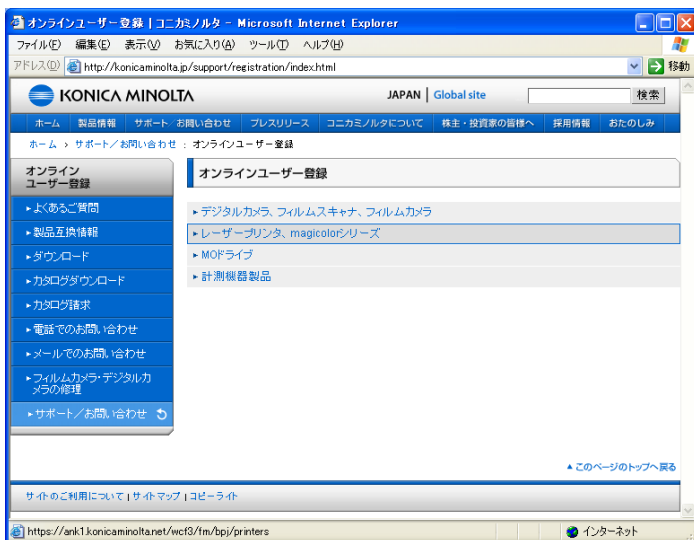 オンラインユーザー登録 | コニカミノルタ - Microsoft Internet Explorer
ファイル(F) 編集(E) 表示(V) お気に入り(A) ツール(T) ヘルプ(H)
アドレス(D) http://konicaminolta.jp/support/registration/index.html 移動
KONICA MINOLTA JAPAN | Global site 検索
ホーム 製品情報 サポート/お問い合わせ プレスリリース コニカミノルタについて 株主・投資家の皆様へ 採用情報 おたのしみ
ホーム > サポート/お問い合わせ : オンラインユーザー登録
オンライン
ユーザー登録
オンラインユーザー登録
よくあるご質問
製品互換情報
ダウンロード
カタログダウンロード
カタログ請求
電話でのお問い合わせ
メールでのお問い合わせ
フィルムカメラ・デジタルカ
メラの修理
サポート/お問い合わせ
デジタルカメラ、フィルムスキャナ、フィルムカメラ
レーザープリンタ、magicolorシリーズ
MOドライブ
計測機器製品
このページのトップへ戻る
サイトのご利用について | サイトマップ | コピーライト
https://ank1.konicaminolta.net/wcf3/fm/bpj/printers インターネット